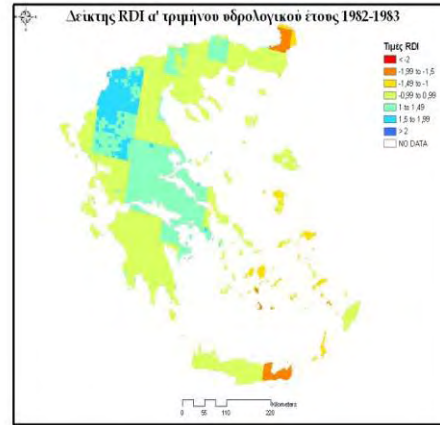 Δείκτης RDI α' τριμήνου υδρολογικού έτους 1982-1983
Τιμές RDI
< -2
-1,99 to -1,5
-1,49 to -1
-0,99 to 0,99
1 to 1,49
1,5 to 1,99
> 2
NO DATA
Kilometers
0 55 110 220